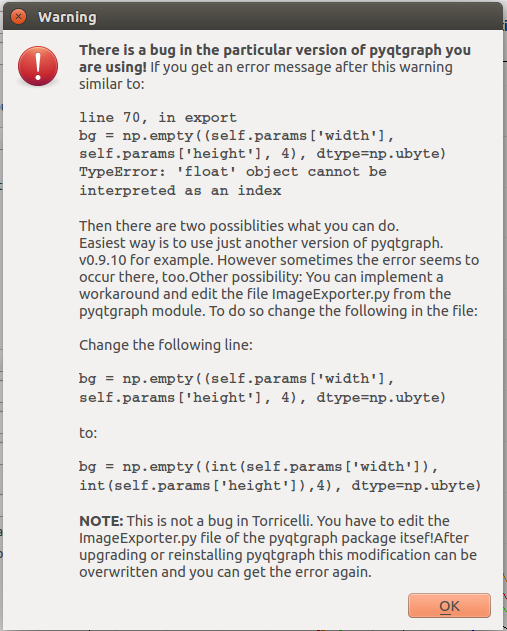 Warning
There is a bug in the particular version of pyqtgraph you
are using! If you get an error message after this warning
similar to:
line 70, in export
bg = np.empty((self.params['width'],
self.params['height'], 4), dtype=np.ubyte)
TypeError: 'float' object cannot be
interpreted as an index
Then there are two possiblities what you can do.
Easiest way is to use just another version of pyqtgraph.
v0.9.10 for example. However sometimes the error seems to
occur there, too.Other possibility: You can implement a
workaround and edit the file ImageExporter.py from the
pyqtgraph module. To do so change the following in the file:
Change the following line:
bg = np.empty((self.params['width'],
self.params['height'], 4), dtype=np.ubyte)
to:
bg = np.empty((int(self.params['width']),
int(self.params['height']),4), dtype=np.ubyte)
NOTE: This is not a bug in Torricelli. You have to edit the
ImageExporter.py file of the pyqtgraph package itsef!After
upgrading or reinstalling pyqtgraph this modification can be
overwritten and you can get the error again.
OK